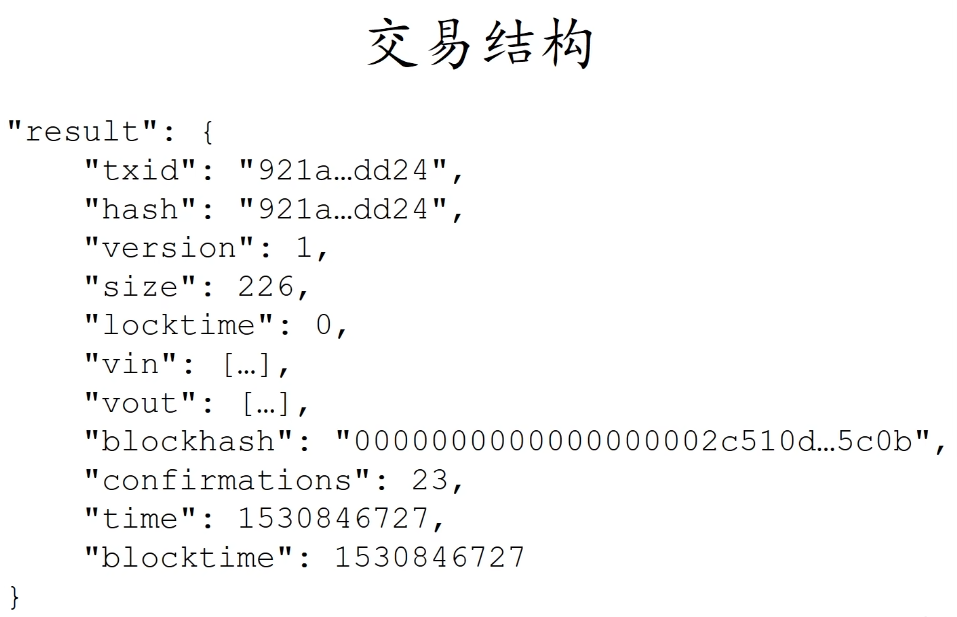 交易结构
"result": {
"txid": "921a…dd24",
"hash": "921a…dd24",
"version": 1,
"size": 226,
"locktime": 0,
"vin": […],
"vout": […],
"blockhash": "0000000000000000002c510d…5c0b",
"confirmations": 23,
"time": 1530846727,
"blocktime": 1530846727
}